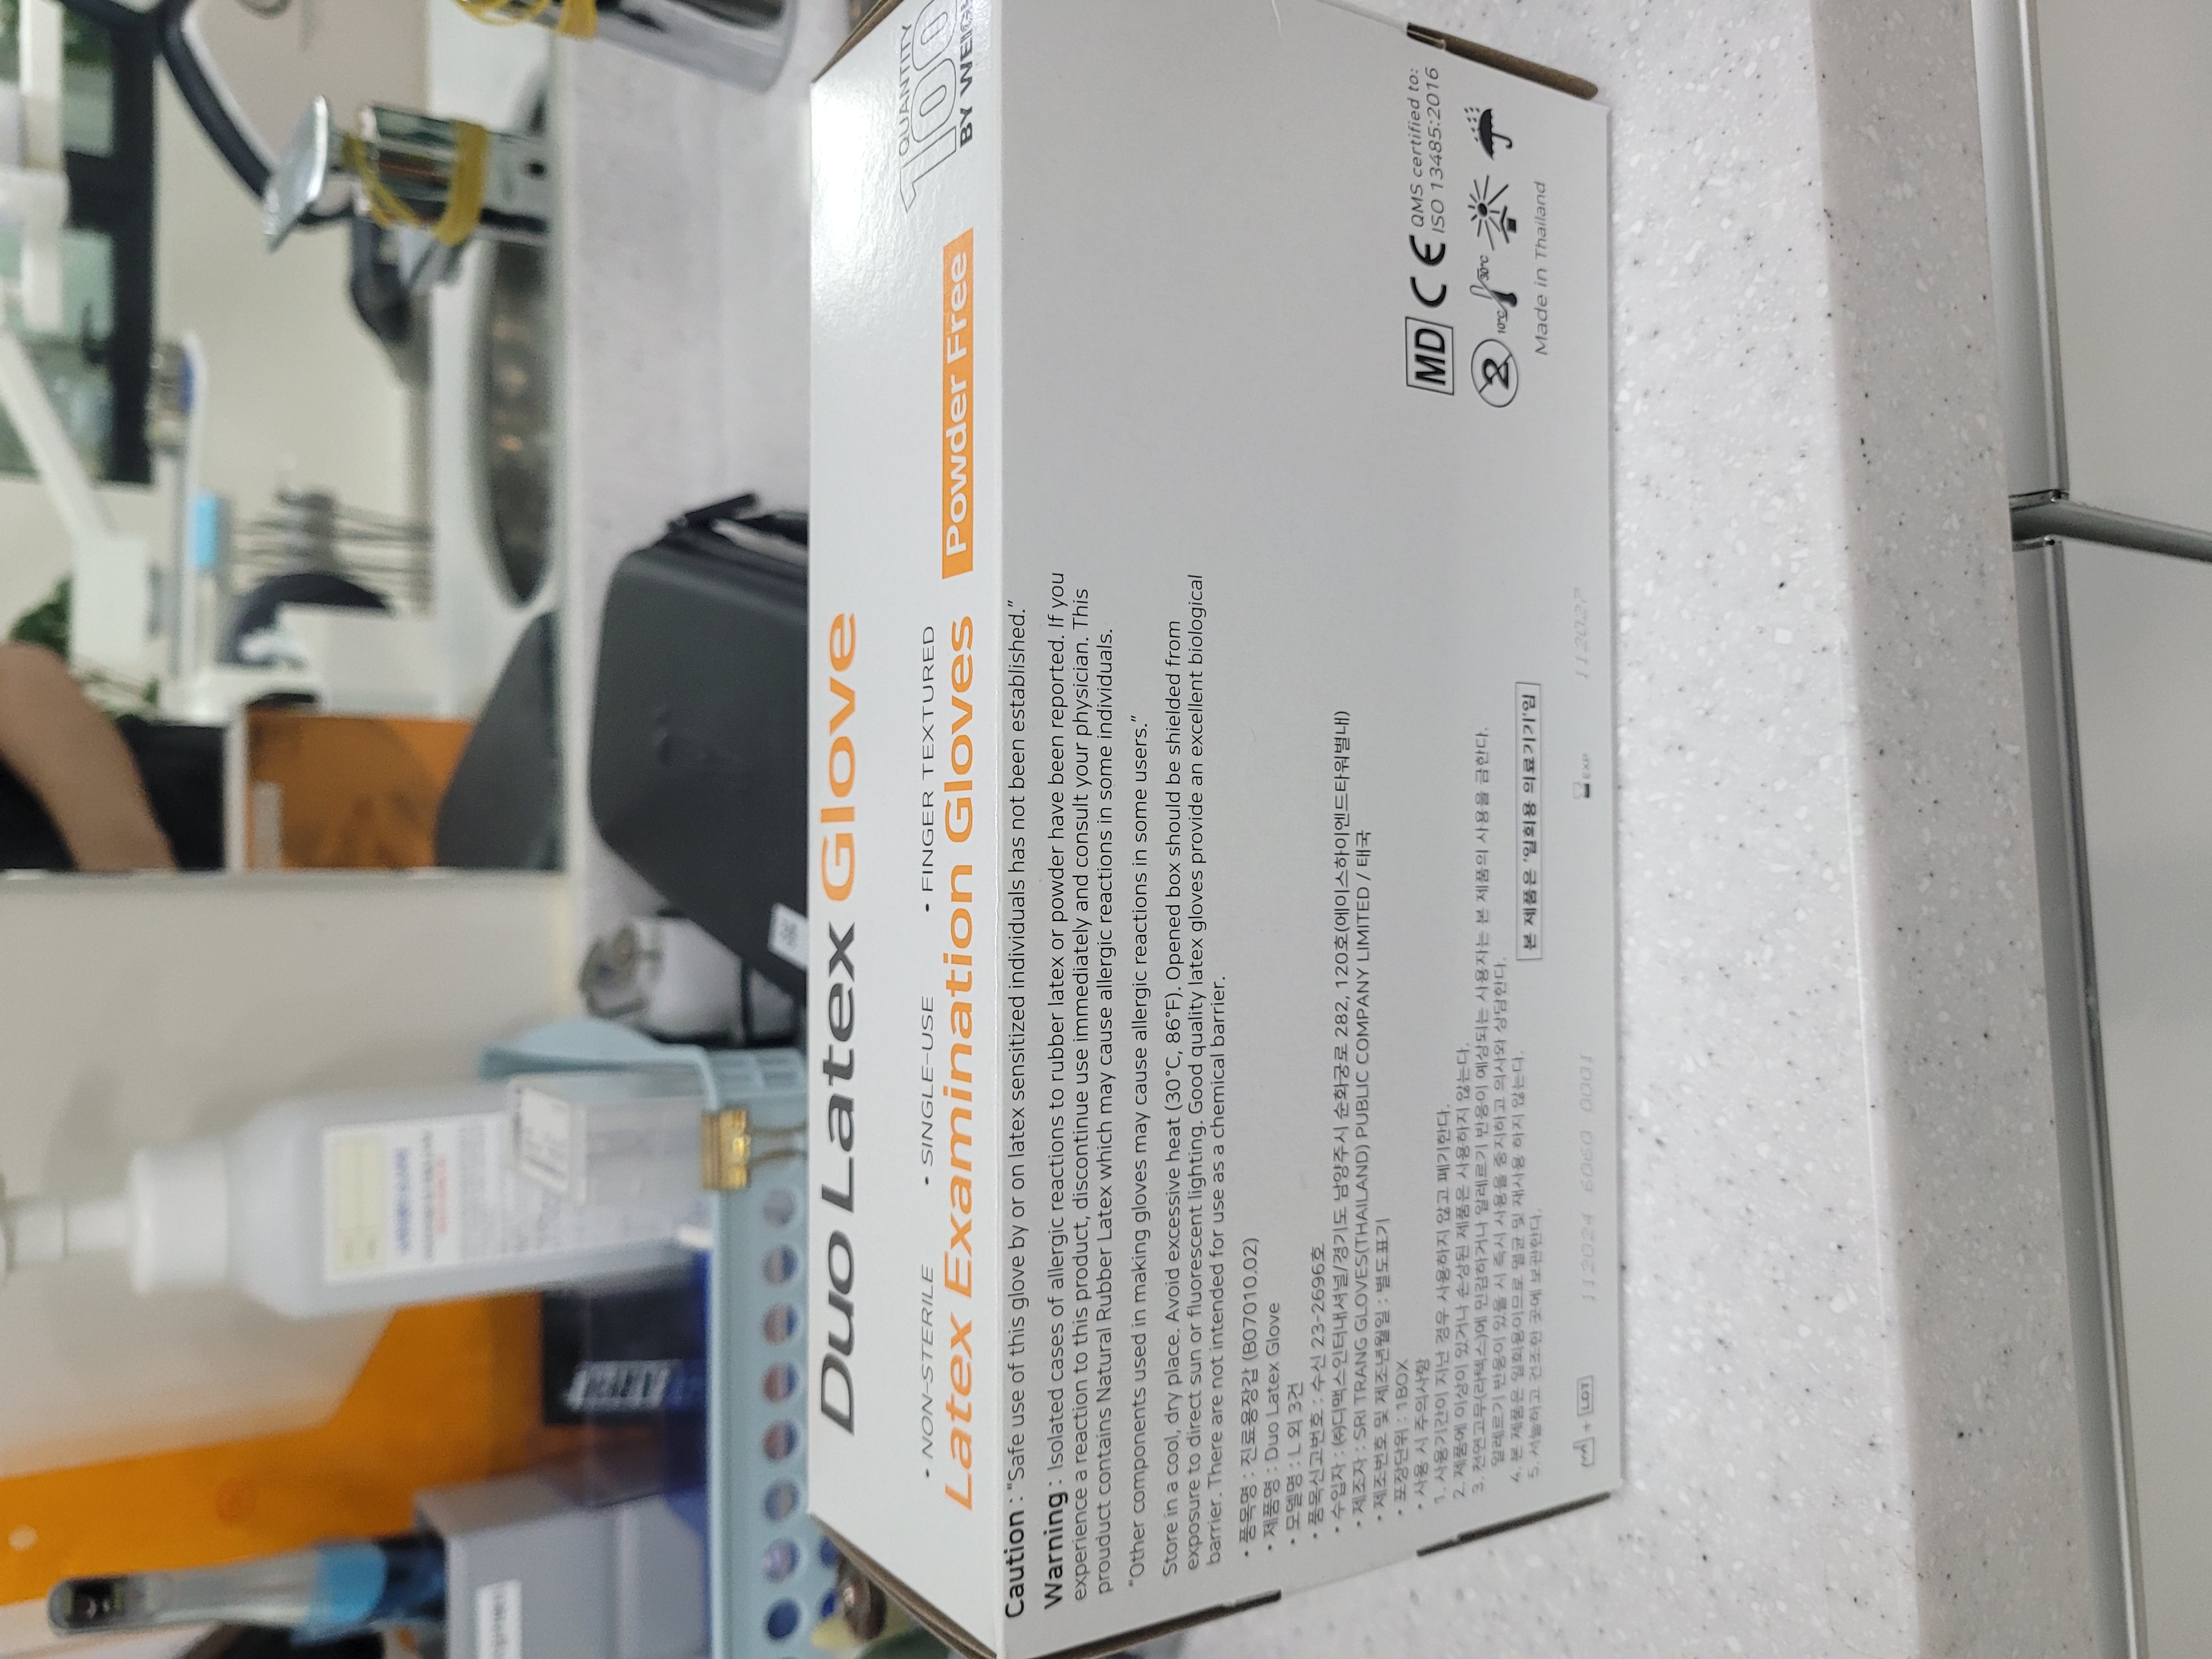 Duo Latex Glove
• NON-STERILE • SINGLE-USE • FINGER TEXTURED
Latex Examination Gloves Powder Free
QUANTITY
100
BY
Caution : "Safe use of this glove by or on latex sensitized individuals has not been established."
Warning : Isolated cases of allergic reactions to rubber latex or powder have been reported. If you
experience a reaction to this product, discontinue use immediately and consult your physician. This
prouduct contains Natural Rubber Latex which may cause allergic reactions in some individuals.
"Other components used in making gloves may cause allergic reactions in some users."
Store in a cool, dry place. Avoid excessive heat (30°C, 86°F). Opened box should be shielded from
exposure to direct sun or fluorescent lighting. Good quality latex gloves provide an excellent biological
barrier. There are not intended for use as a chemical barrier.
• 품목명 : 진료용장갑 (B07010.02)
• 제품명 : Duo Latex Glove
• 모델명 : L 외 3건
• 품목신고번호 : 수신 23-2696호
• 수입자 : ㈜디맥스인터내셔널/경기도 남양주시 순화궁로 282, 120호(에이스하이엔드타워별내)
• 제조자 : SRI TRANG GLOVES(THAILAND) PUBLIC COMPANY LIMITED / 태국
• 제조번호 및 제조년월일 : 별도표기
• 포장단위 : 1BOX
• 사용 시 주의사항
1. 사용기간이 지난 경우 사용하지 않고 폐기한다.
2. 제품에 이상이 있거나 손상된 제품은 사용하지 않는다.
3. 천연고무(라텍스)에 민감하거나 알레르기 반응이 예상되는 사용자는 본 제품의 사용을 금한다.
알레르기 반응이 있을 시 즉시 사용을 중지하고 의사와 상담한다.
4. 본 제품은 일회용이므로 멸균 및 재사용 하지 않는다.
5. 서늘하고 건조한 곳에 보관한다.
본 제품은 '일회용 의료기기'임
MD CE QMS certified to:
ISO 13485:2016
2 10°C 30°C
Made in Thailand
+ LOT 112024 6060 0001 EXP 112027